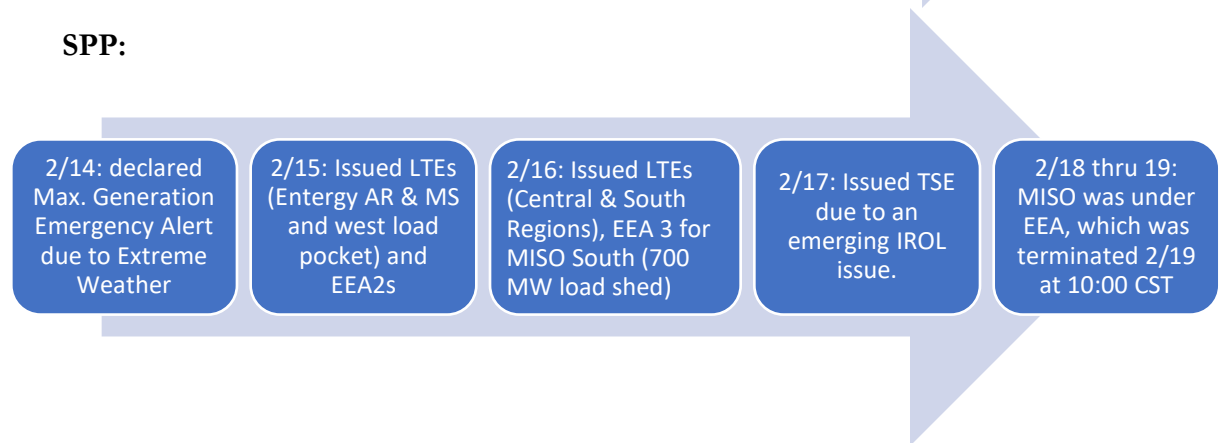 SPP:
2/14: declared
Max. Generation
Emergency Alert
due to Extreme
Weather
2/15: Issued LTEs
(Entergy AR & MS
and west load
pocket) and
EEA2s
2/16: Issued LTEs
(Central & South
Regions), EEA 3 for
MISO South (700
MW load shed)
2/17: Issued TSE
due to an
emerging IROL
issue.
2/18 thru 19:
MISO was under
EEA, which was
terminated 2/19
at 10:00 CST